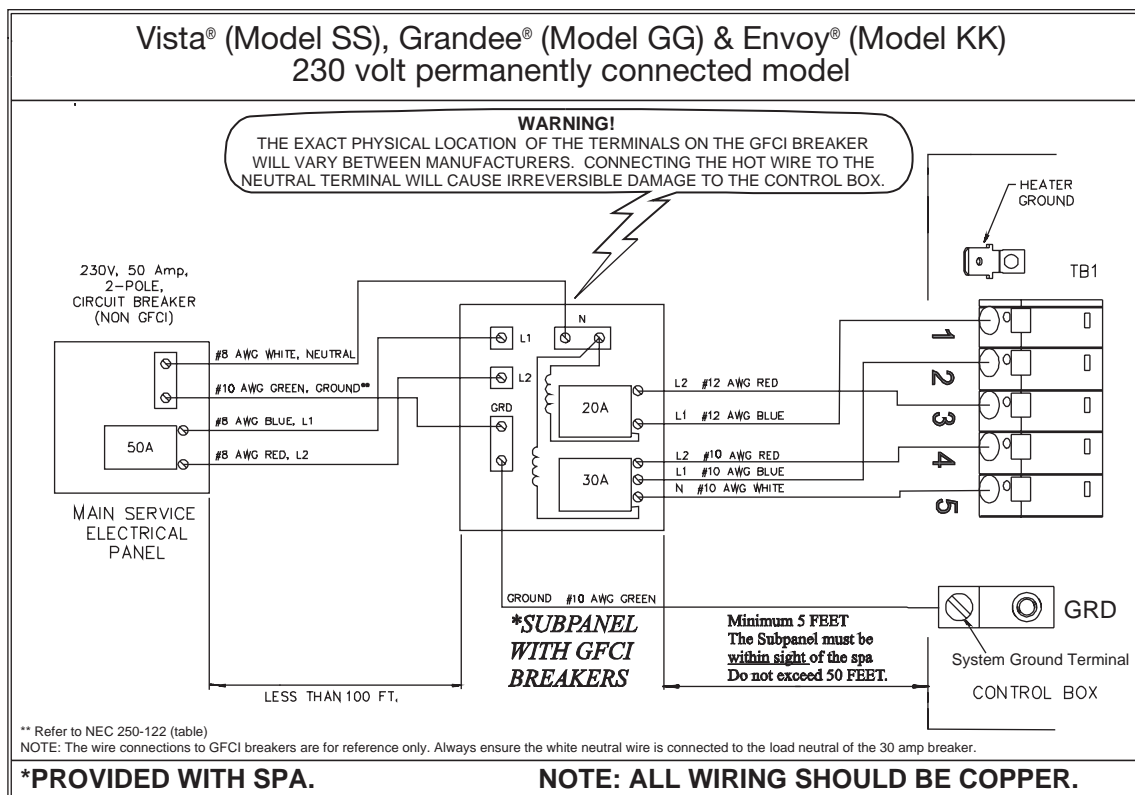 Vista® (Model SS), Grandee® (Model GG) & Envoy® (Model KK)
230 volt permanently connected model
WARNING!
THE EXACT PHYSICAL LOCATION OF THE TERMINALS ON THE GFCI BREAKER
WILL VARY BETWEEN MANUFACTURERS. CONNECTING THE HOT WIRE TO THE
NEUTRAL TERMINAL WILL CAUSE IRREVERSIBLE DAMAGE TO THE CONTROL BOX.
HEATER
GROUND
TB1
230V, 50 Amp,
2-POLE,
CIRCUIT BREAKER
(NON GFCI)
#8 AWG WHITE, NEUTRAL
#10 AWG GREEN, GROUND**
#8 AWG BLUE, L1
#8 AWG RED, L2
50A
MAIN SERVICE
ELECTRICAL
PANEL
N
L1
L2
GRD
20A
30A
L2 #12 AWG RED
L1 #12 AWG BLUE
L2 #10 AWG RED
L1 #10 AWG BLUE
N #10 AWG WHITE
1
2
3
4
5
GROUND #10 AWG GREEN
*SUBPANEL
WITH GFCI
BREAKERS
Minimum 5 FEET
The Subpanel must be
within sight of the spa
Do not exceed 50 FEET.
GRD
System Ground Terminal
CONTROL BOX
LESS THAN 100 FT.
** Refer to NEC 250-122 (table)
NOTE: The wire connections to GFCI breakers are for reference only. Always ensure the white neutral wire is connected to the load neutral of the 30 amp breaker.
*PROVIDED WITH SPA.
NOTE: ALL WIRING SHOULD BE COPPER.